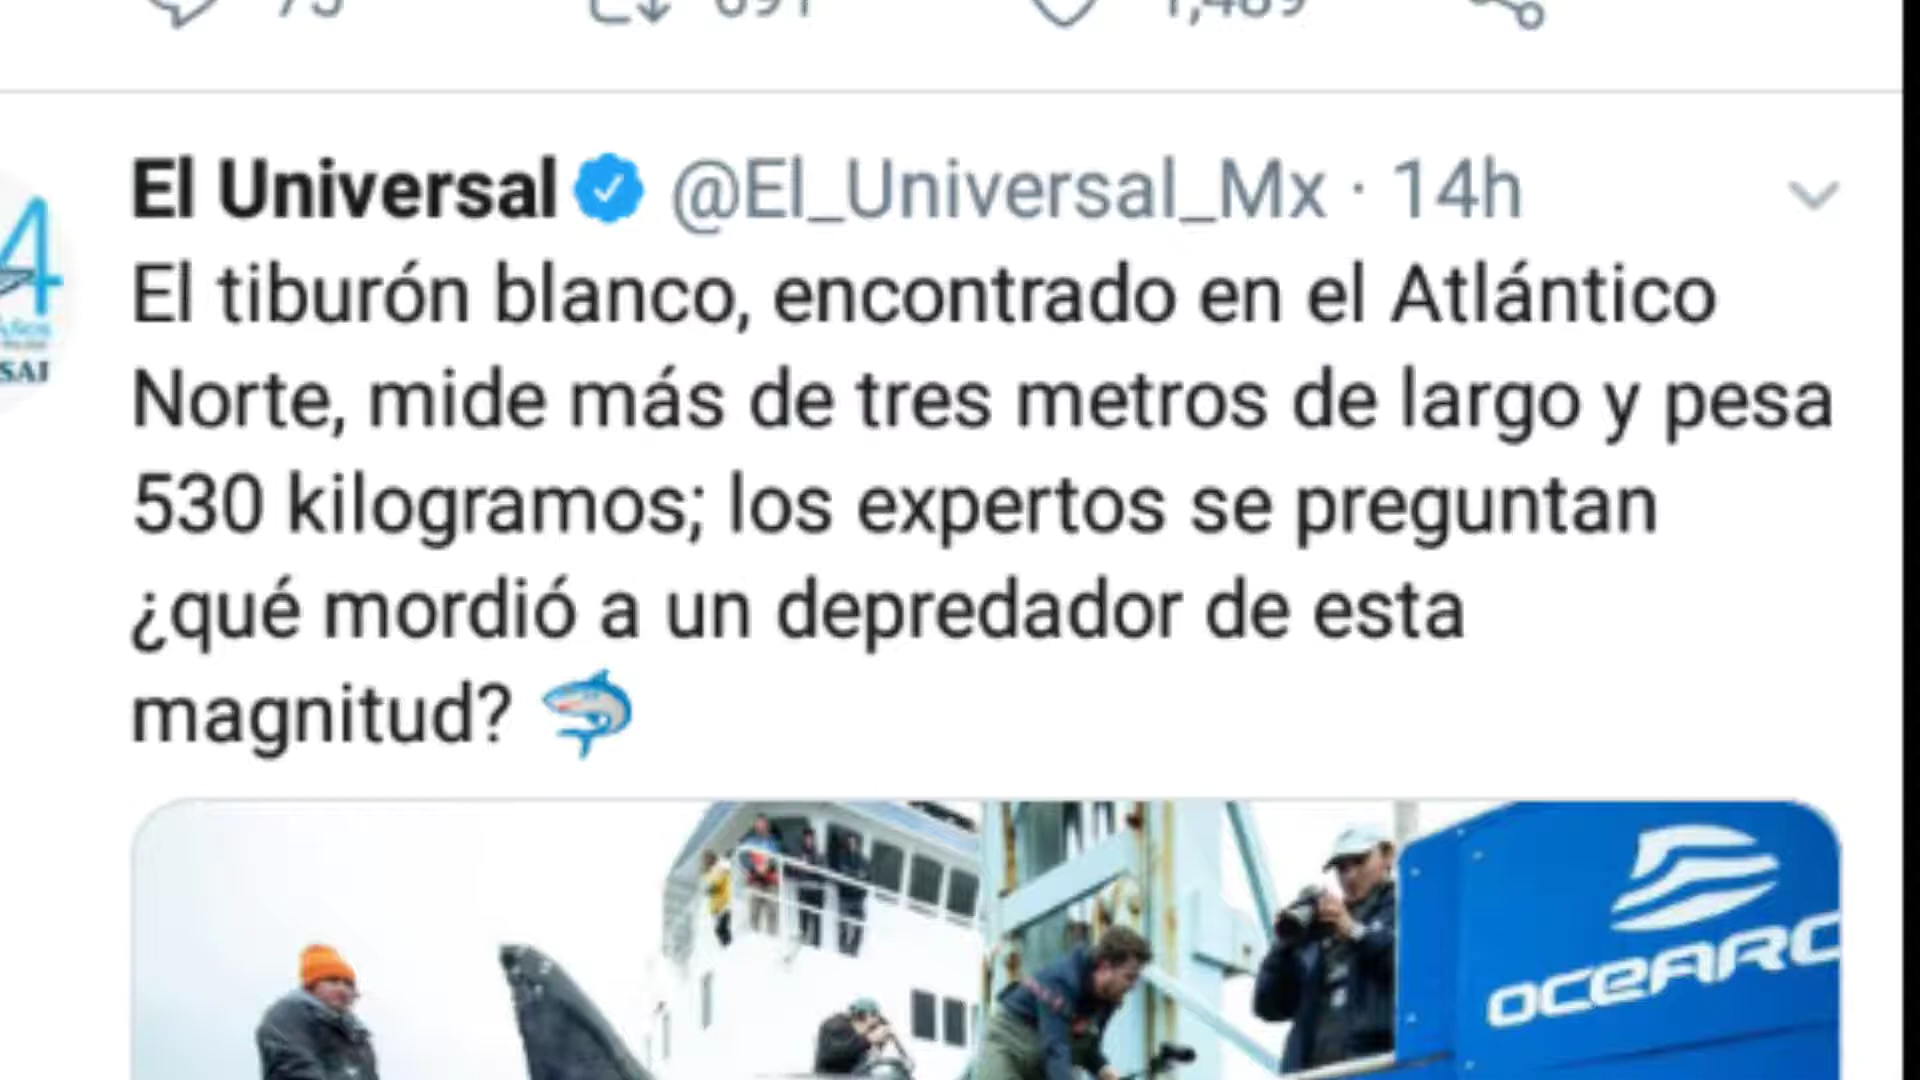 El Universal @El_Universal_Mx · 14h
El tiburón blanco, encontrado en el Atlántico
Norte, mide más de tres metros de largo y pesa
530 kilogramos; los expertos se preguntan
¿qué mordió a un depredador de esta
magnitud?